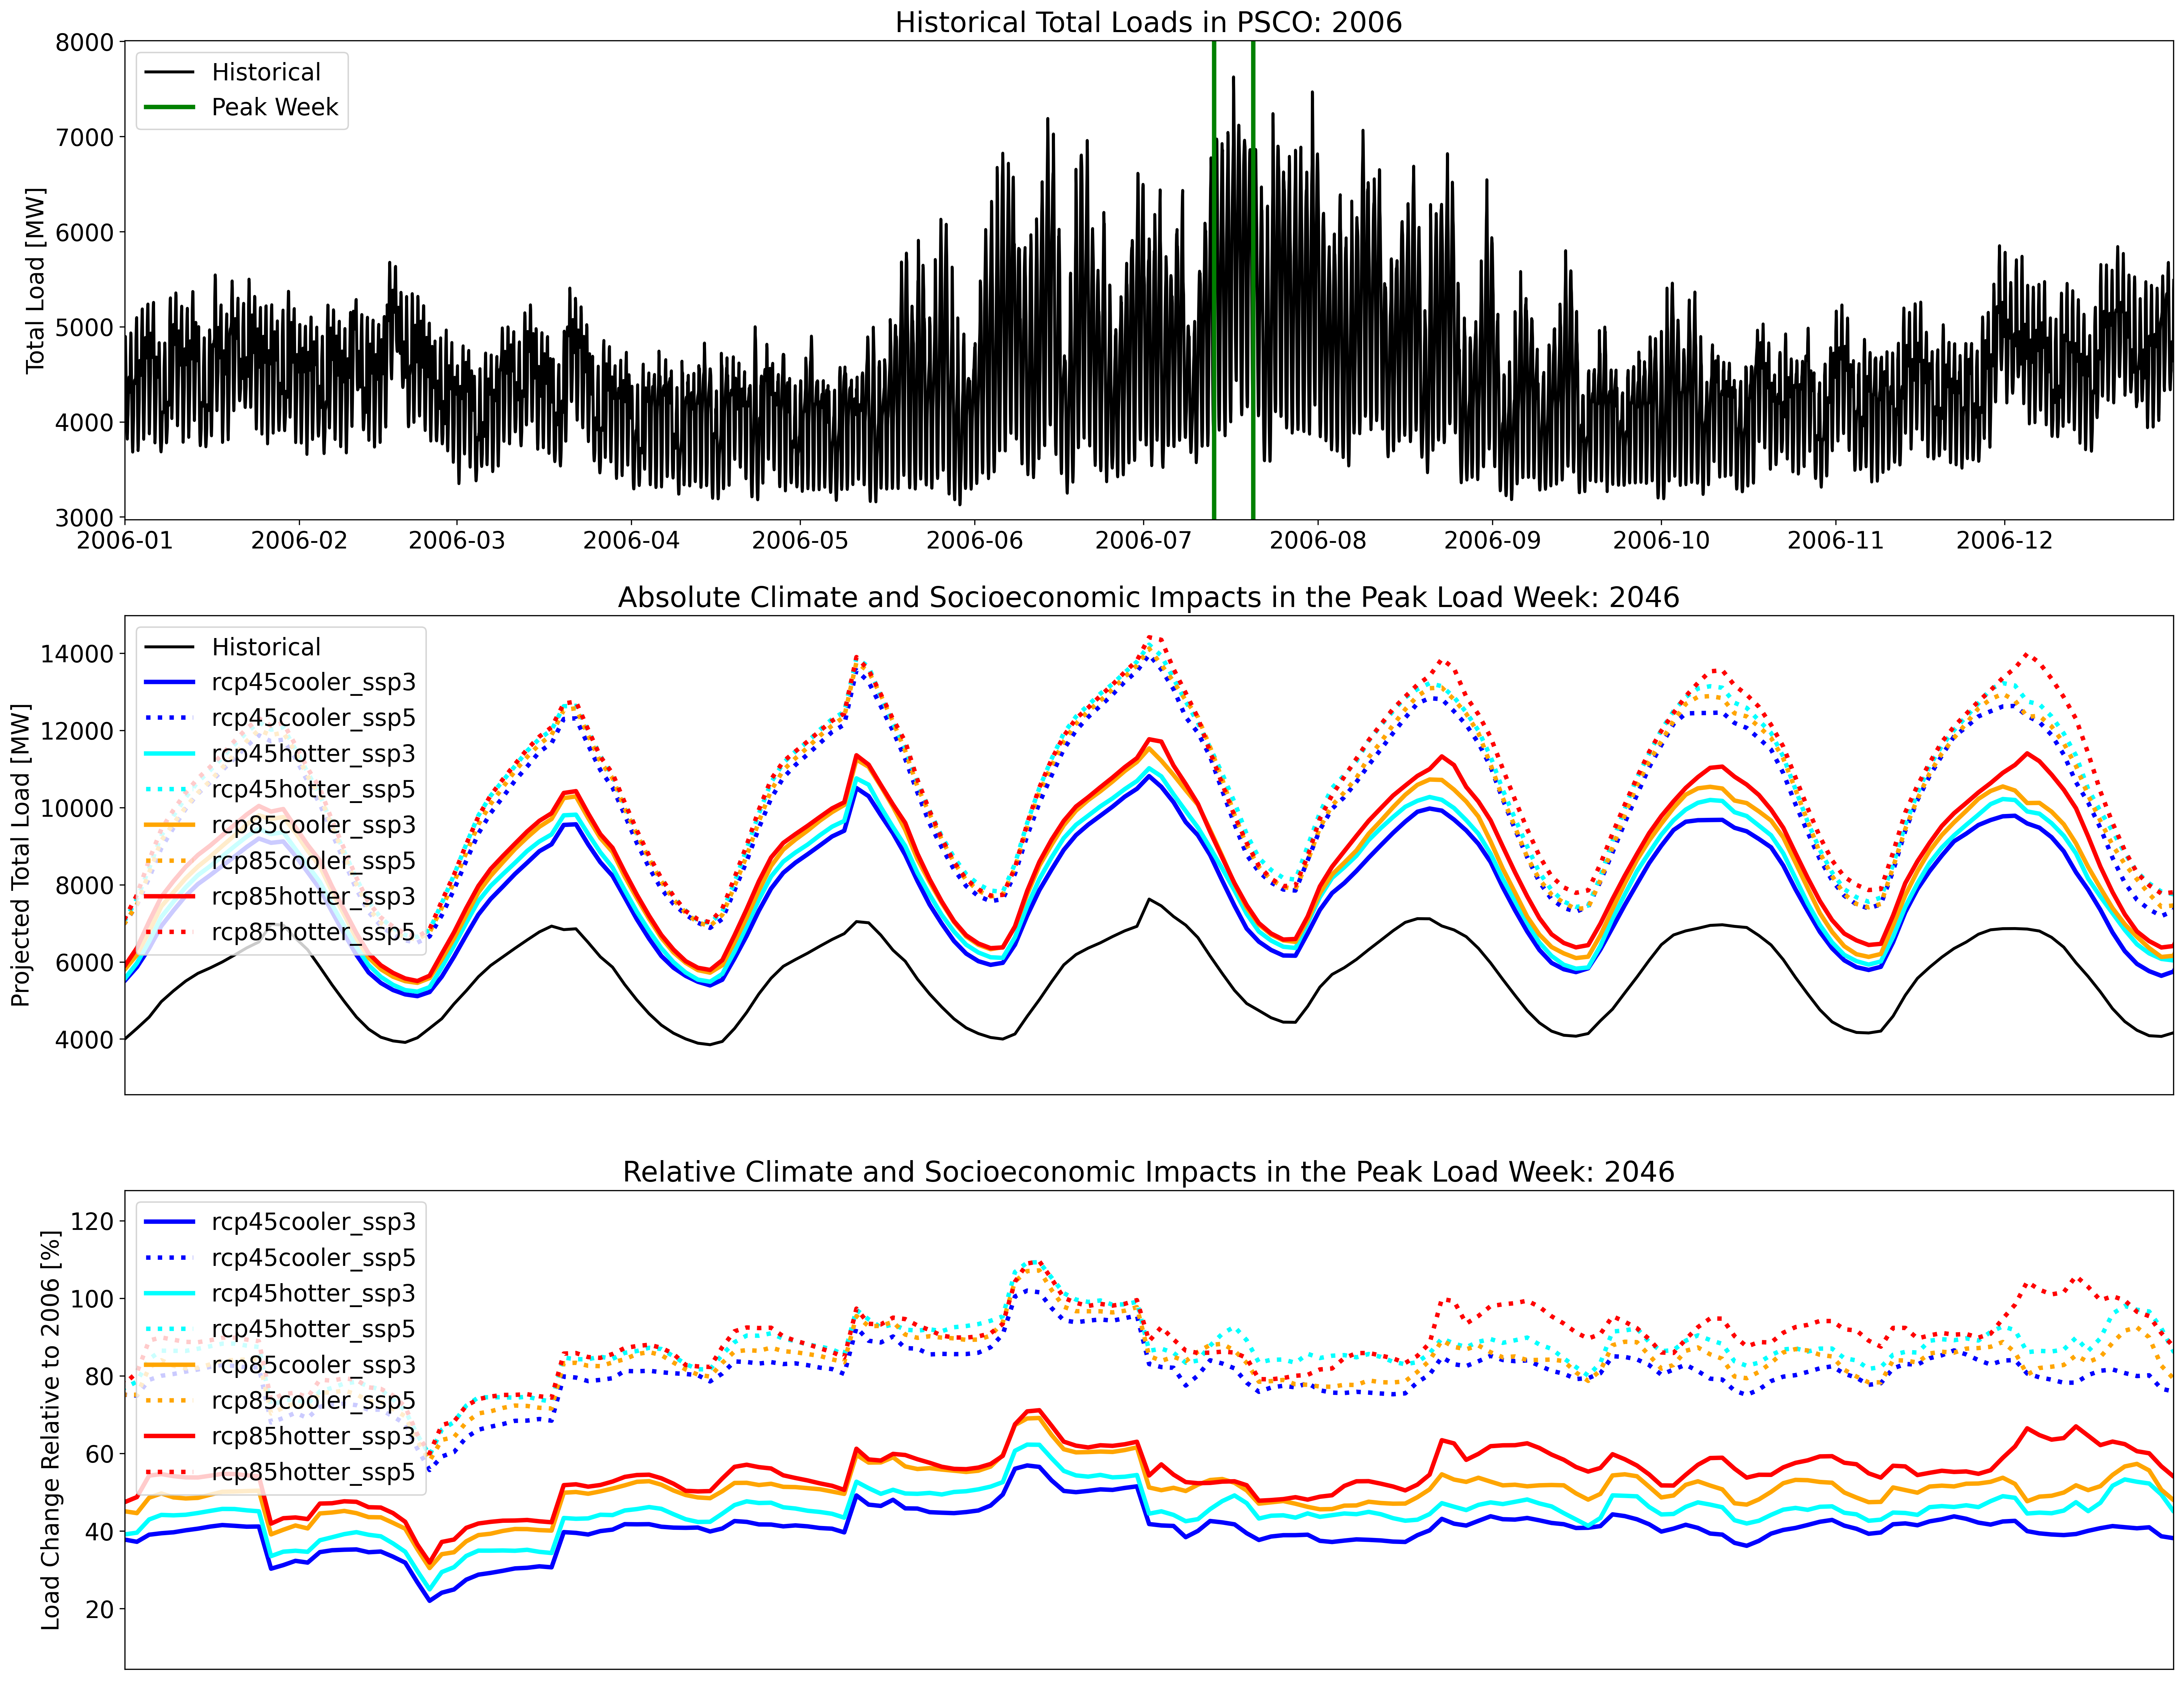 Historical Total Loads in PSCO: 2006
Total Load [MW]
8000
7000
6000
5000
4000
3000
Historical
Peak Week
2006-01 2006-02 2006-03 2006-04 2006-05 2006-06 2006-07 2006-08 2006-09 2006-10 2006-11 2006-12
Absolute Climate and Socioeconomic Impacts in the Peak Load Week: 2046
Projected Total Load [MW]
14000
12000
10000
8000
6000
4000
Historical
rcp45cooler_ssp3
rcp45cooler_ssp5
rcp45hotter_ssp3
rcp45hotter_ssp5
rcp85cooler_ssp3
rcp85cooler_ssp5
rcp85hotter_ssp3
rcp85hotter_ssp5
Relative Climate and Socioeconomic Impacts in the Peak Load Week: 2046
Load Change Relative to 2006 [%]
120
100
80
60
40
20
rcp45cooler_ssp3
rcp45cooler_ssp5
rcp45hotter_ssp3
rcp45hotter_ssp5
rcp85cooler_ssp3
rcp85cooler_ssp5
rcp85hotter_ssp3
rcp85hotter_ssp5